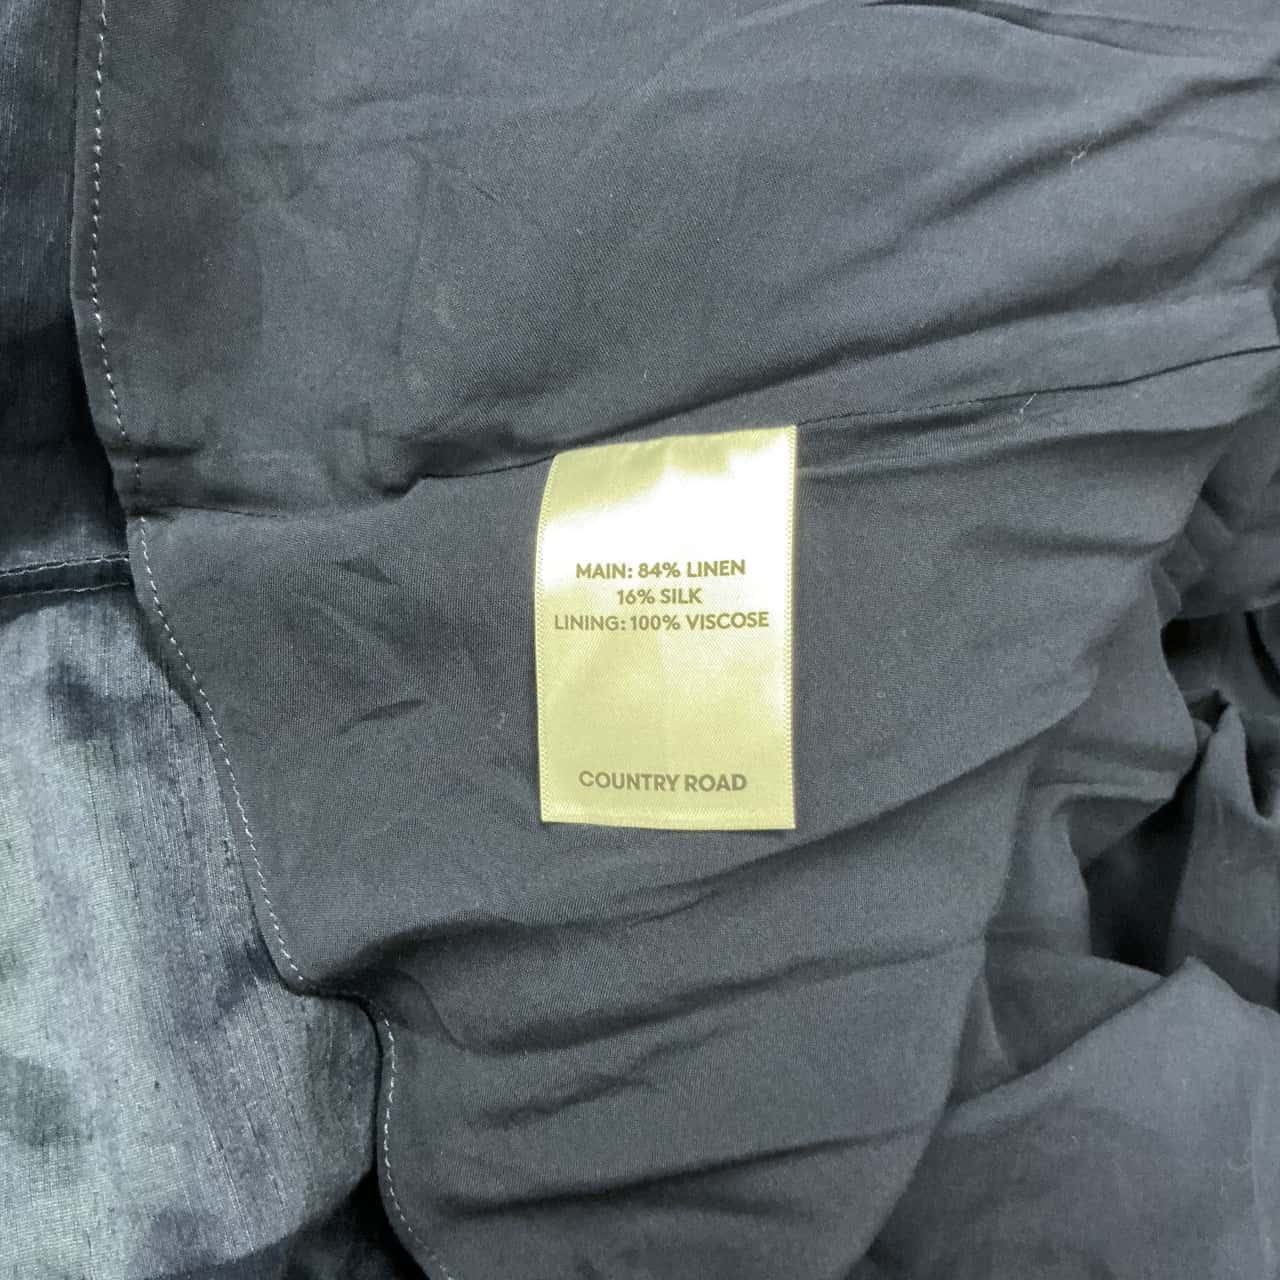 MAIN: 84% LINEN
16% SILK
LINING: 100% VISCOSE
COUNTRY ROAD